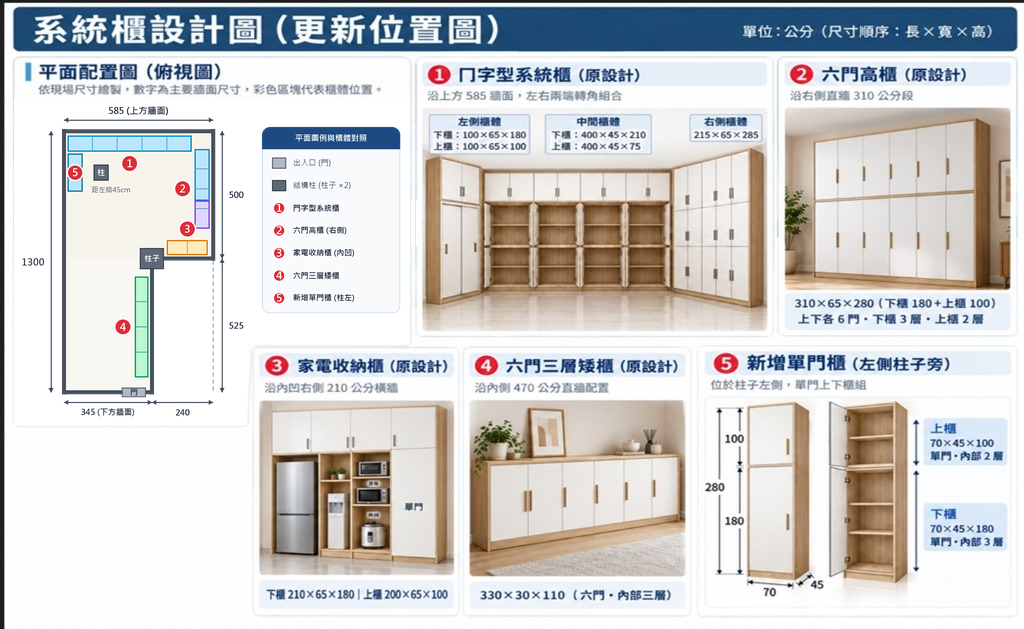 系統櫃設計圖（更新位置圖）
單位：公分（尺寸順序：長×寬×高）
平面配置圖（俯視圖）
依現場尺寸繪製，數字為主要牆面尺寸，彩色區塊代表櫃體位置。
585 (上方牆面)
1
5
柱
距左牆45cm
2
3
柱子
4
門
500
1300
525
345 (下方牆面)
240
平面圖例與櫃體對照
出入口 (門)
結構柱 (柱子 ×2)
1 冂字型系統櫃
2 六門高櫃 (右側)
3 家電收納櫃 (內凹)
4 六門三層矮櫃
5 新增單門櫃 (柱左)
1 冂字型系統櫃（原設計）
沿上方 585 牆面，左右兩端轉角組合
左側櫃體
下櫃：100×65×180
上櫃：100×65×100
中間櫃體
下櫃：400×45×210
上櫃：400×45×75
右側櫃體
215×65×285
2 六門高櫃（原設計）
沿右側直牆 310 公分段
310×65×280（下櫃 180＋上櫃 100）
上下各 6 門・下櫃 3 層・上櫃 2 層
3 家電收納櫃（原設計）
沿內凹右側 210 公分橫牆
單門
下櫃 210×65×180｜上櫃 200×65×100
4 六門三層矮櫃（原設計）
沿內側 470 公分直牆配置
330×30×110（六門・內部三層）
5 新增單門櫃（左側柱子旁）
位於柱子左側，單門上下櫃組
100
280
180
70
45
上櫃
70×45×100
單門・內部 2 層
下櫃
70×45×180
單門・內部 3 層